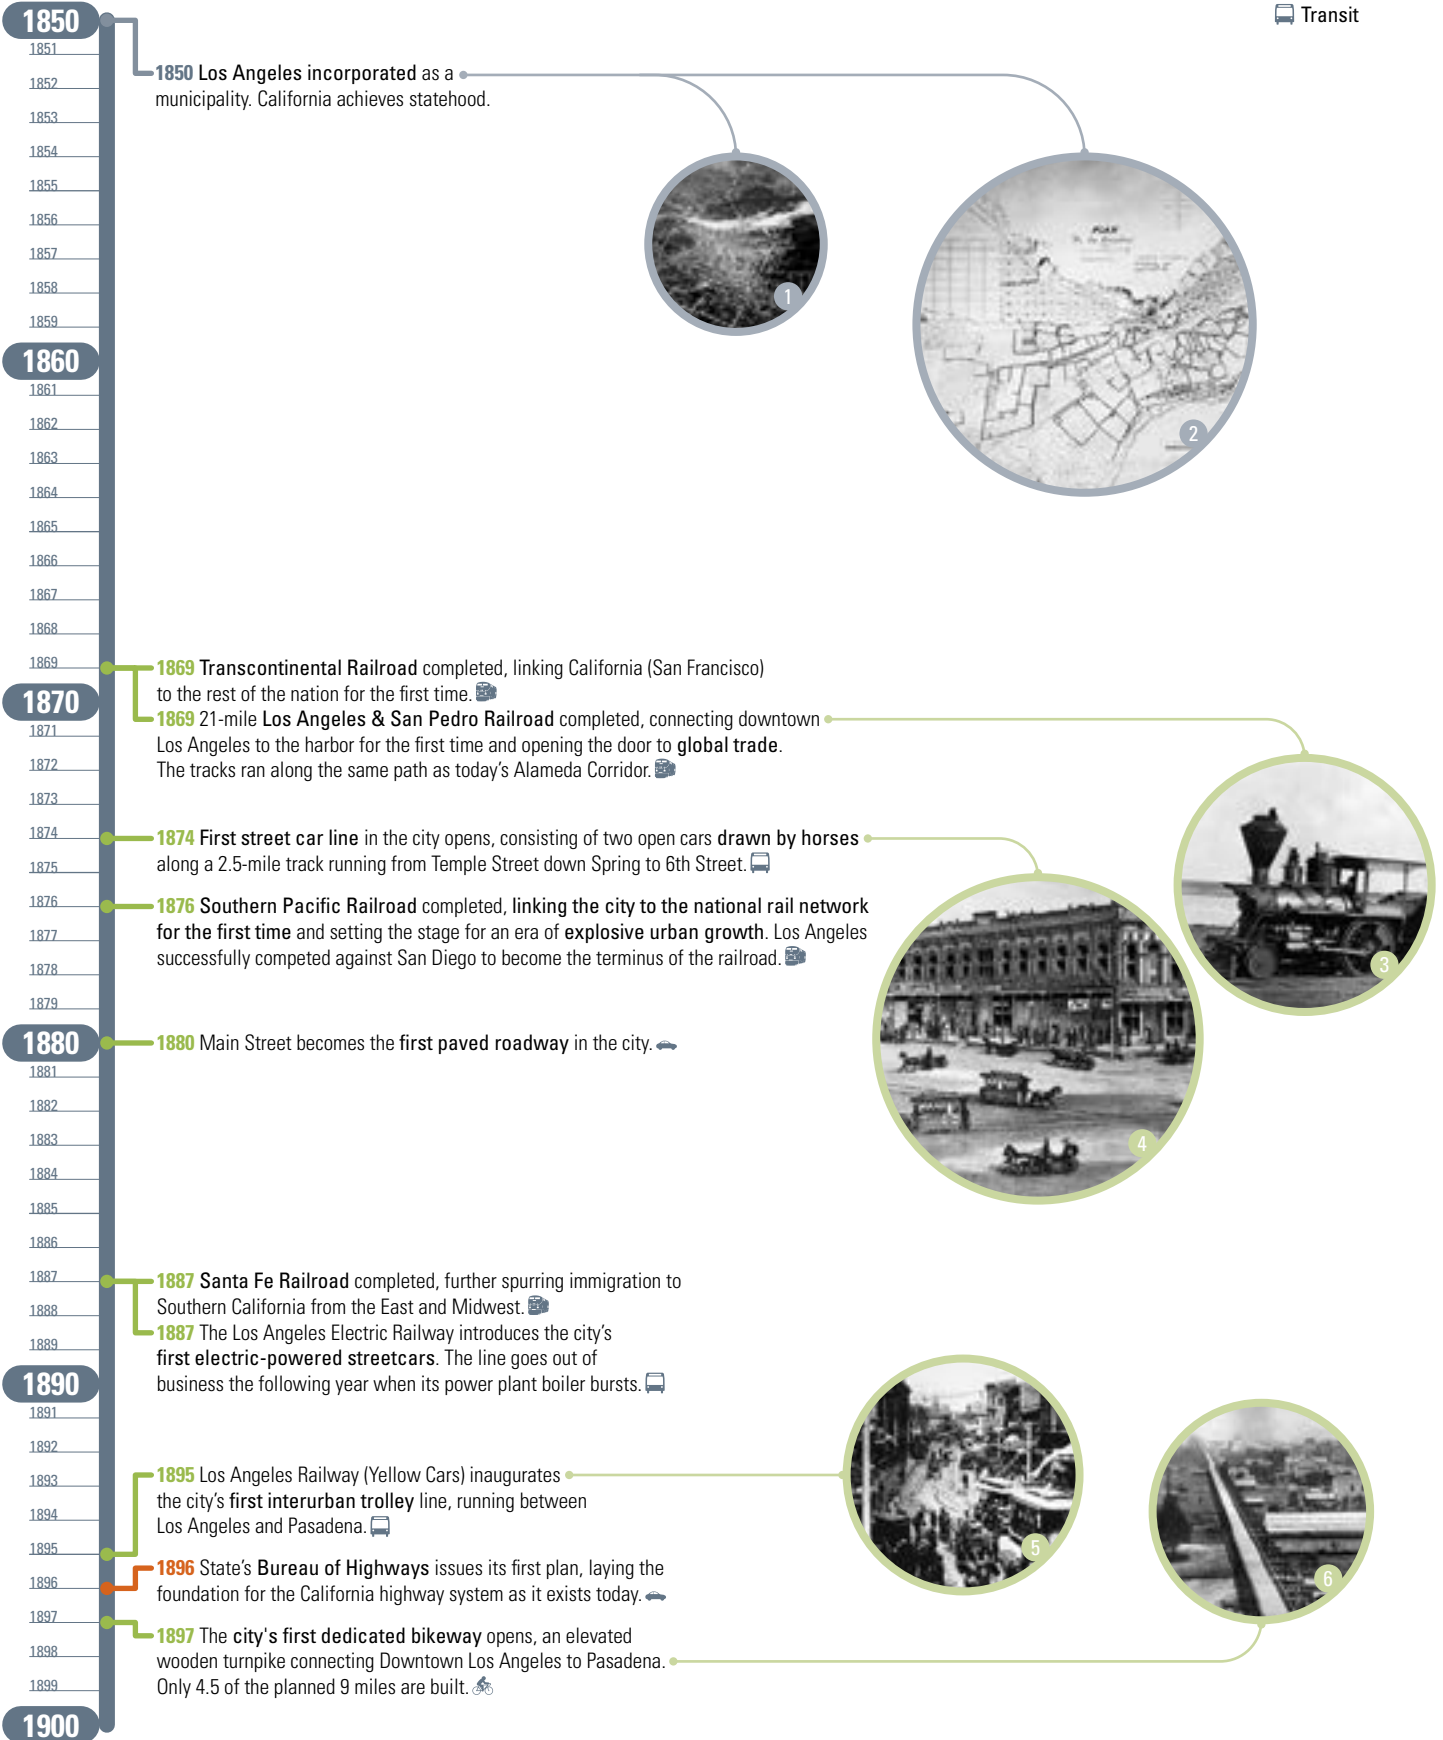 Transit
1850
1851
1852
1853
1854
1855
1856
1857
1858
1859
1860
1861
1862
1863
1864
1865
1866
1867
1868
1869
1870
1871
1872
1873
1874
1875
1876
1877
1878
1879
1880
1881
1882
1883
1884
1885
1886
1887
1888
1889
1890
1891
1892
1893
1894
1895
1896
1897
1898
1899
1900
1850 Los Angeles incorporated as a
municipality. California achieves statehood.
1
PLAN
2
1869 Transcontinental Railroad completed, linking California (San Francisco)
to the rest of the nation for the first time.
1869 21-mile Los Angeles & San Pedro Railroad completed, connecting downtown
Los Angeles to the harbor for the first time and opening the door to global trade.
The tracks ran along the same path as today’s Alameda Corridor.
3
1874 First street car line in the city opens, consisting of two open cars drawn by horses
along a 2.5-mile track running from Temple Street down Spring to 6th Street.
4
1876 Southern Pacific Railroad completed, linking the city to the national rail network
for the first time and setting the stage for an era of explosive urban growth. Los Angeles
successfully competed against San Diego to become the terminus of the railroad.
1880 Main Street becomes the first paved roadway in the city.
1887 Santa Fe Railroad completed, further spurring immigration to
Southern California from the East and Midwest.
1887 The Los Angeles Electric Railway introduces the city’s
first electric-powered streetcars. The line goes out of
business the following year when its power plant boiler bursts.
1895 Los Angeles Railway (Yellow Cars) inaugurates
the city’s first interurban trolley line, running between
Los Angeles and Pasadena.
5
1896 State’s Bureau of Highways issues its first plan, laying the
foundation for the California highway system as it exists today.
1897 The city's first dedicated bikeway opens, an elevated
wooden turnpike connecting Downtown Los Angeles to Pasadena.
Only 4.5 of the planned 9 miles are built.
6